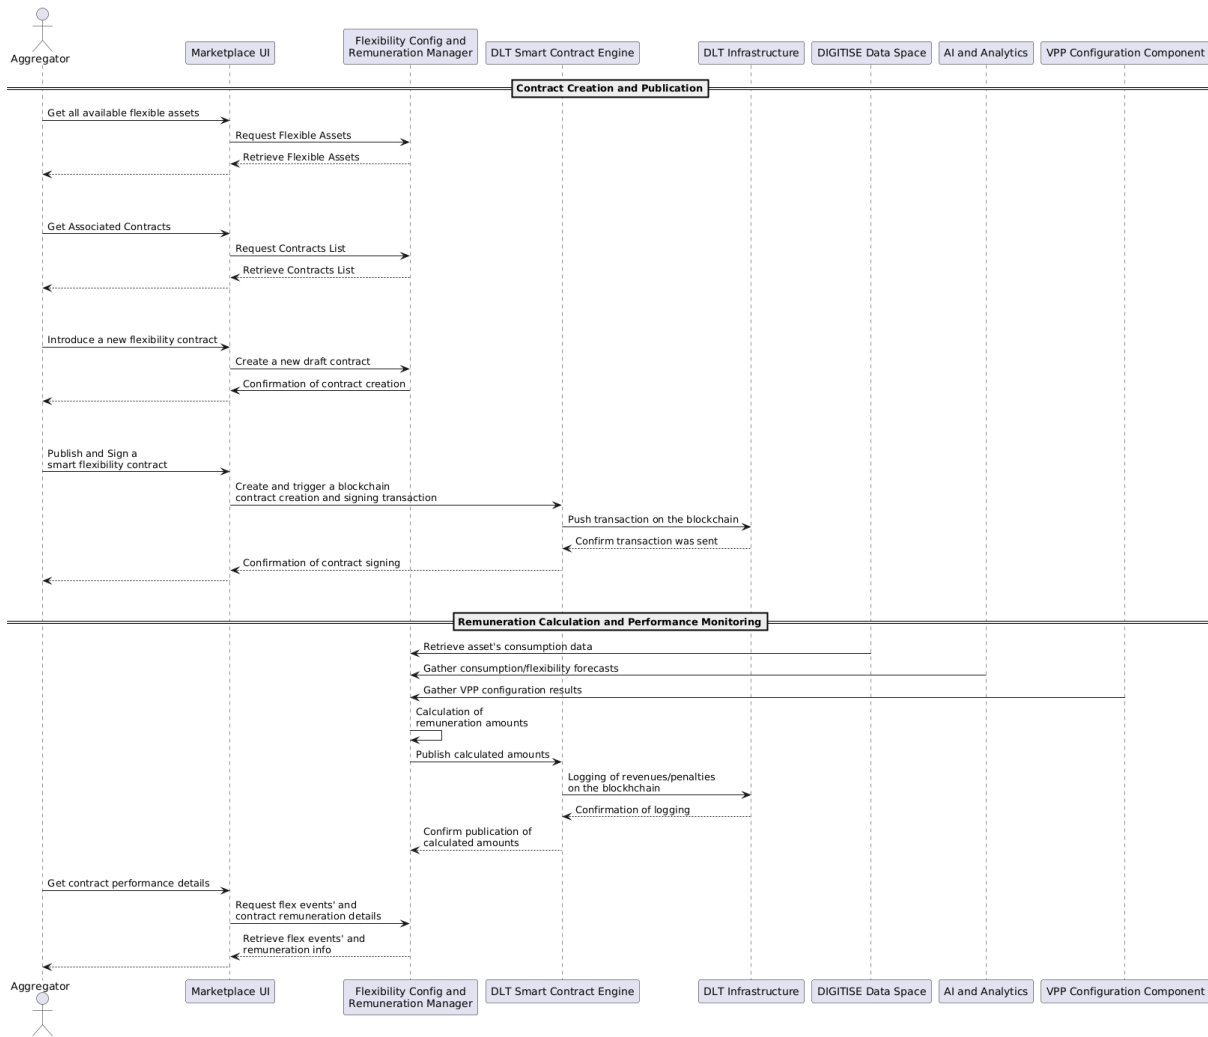 Aggregator
Marketplace UI
Flexibility Config and
Remuneration Manager
DLT Smart Contract Engine
DLT Infrastructure
DIGITISE Data Space
AI and Analytics
VPP Configuration Component
Contract Creation and Publication
Get all available flexible assets
Request Flexible Assets
Retrieve Flexible Assets
Get Associated Contracts
Request Contracts List
Retrieve Contracts List
Introduce a new flexibility contract
Create a new draft contract
Confirmation of contract creation
Publish and Sign a
smart flexibility contract
Create and trigger a blockchain
contract creation and signing transaction
Push transaction on the blockchain
Confirm transaction was sent
Confirmation of contract signing
Remuneration Calculation and Performance Monitoring
Retrieve asset's consumption data
Gather consumption/flexibility forecasts
Gather VPP configuration results
Calculation of
remuneration amounts
Publish calculated amounts
Logging of revenues/penalties
on the blockhchain
Confirmation of logging
Confirm publication of
calculated amounts
Get contract performance details
Request flex events' and
contract remuneration details
Retrieve flex events' and
remuneration info
Aggregator
Marketplace UI
Flexibility Config and
Remuneration Manager
DLT Smart Contract Engine
DLT Infrastructure
DIGITISE Data Space
AI and Analytics
VPP Configuration Component